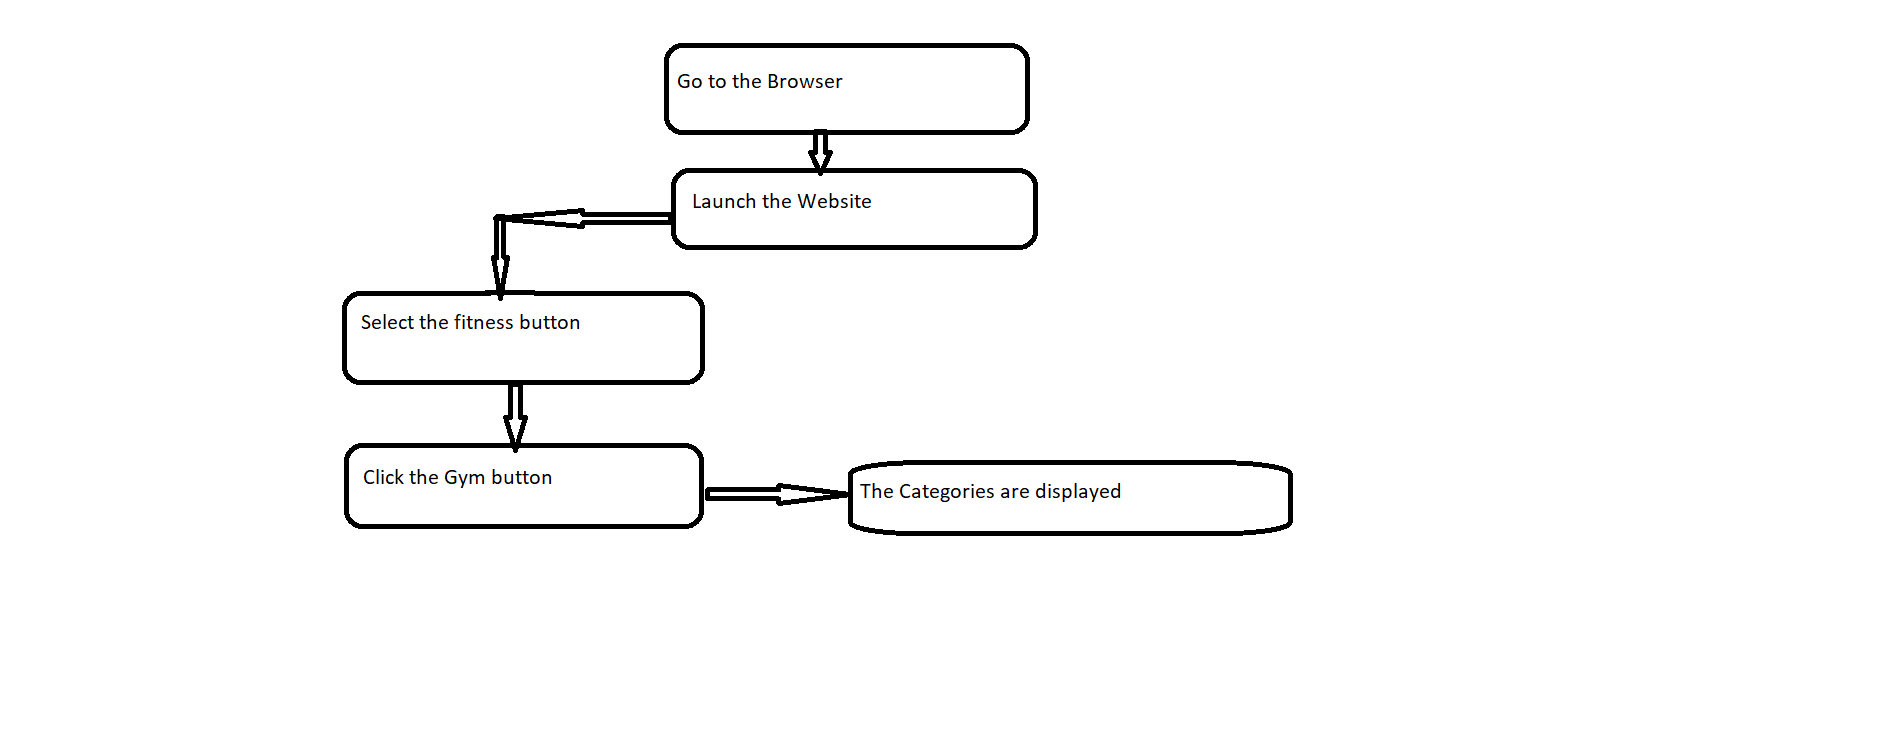 Go to the Browser
Launch the Website
Select the fitness button
Click the Gym button
The Categories are displayed